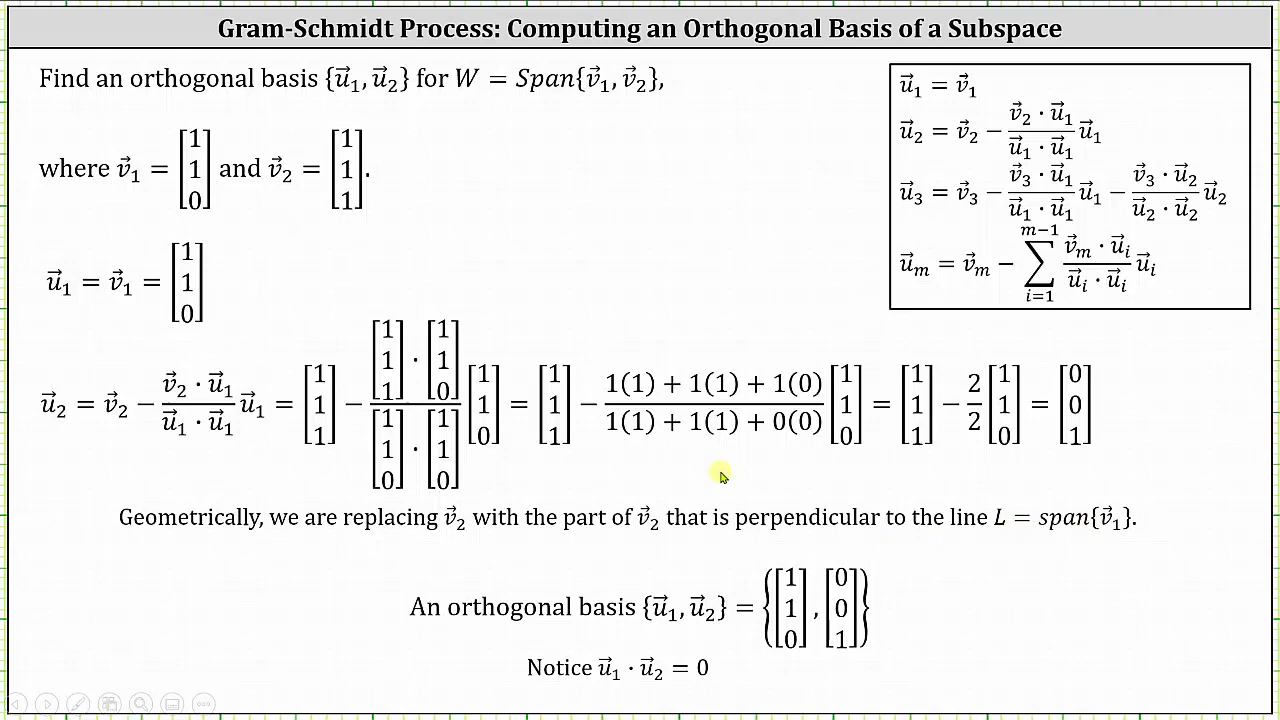 Gram-Schmidt Process: Computing an Orthogonal Basis of a Subspace
Find an orthogonal basis {u⃗₁, u⃗₂} for W = Span{v⃗₁, v⃗₂},
where v⃗₁ = [1 1 0] and v⃗₂ = [1 1 1].
u⃗₁ = v⃗₁
u⃗₂ = v⃗₂ − (v⃗₂ · u⃗₁)/(u⃗₁ · u⃗₁) u⃗₁
u⃗₃ = v⃗₃ − (v⃗₃ · u⃗₁)/(u⃗₁ · u⃗₁) u⃗₁ − (v⃗₃ · u⃗₂)/(u⃗₂ · u⃗₂) u⃗₂
u⃗ₘ = v⃗ₘ − ∑_{i=1}^{m−1} (v⃗ₘ · u⃗ᵢ)/(u⃗ᵢ · u⃗ᵢ) u⃗ᵢ
u⃗₁ = v⃗₁ = [1 1 0]
u⃗₂ = v⃗₂ − (v⃗₂ · u⃗₁)/(u⃗₁ · u⃗₁) u⃗₁ = [1 1 1] − ([1 1 1] · [1 1 0])/([1 1 0] · [1 1 0]) [1 1 0] = [1 1 1] − (1(1) + 1(1) + 1(0))/(1(1) + 1(1) + 0(0)) [1 1 0] = [1 1 1] − 2/2 [1 1 0] = [0 0 1]
Geometrically, we are replacing v⃗₂ with the part of v⃗₂ that is perpendicular to the line L = span{v⃗₁}.
An orthogonal basis {u⃗₁, u⃗₂} = {[1 1 0], [0 0 1]}
Notice u⃗₁ · u⃗₂ = 0